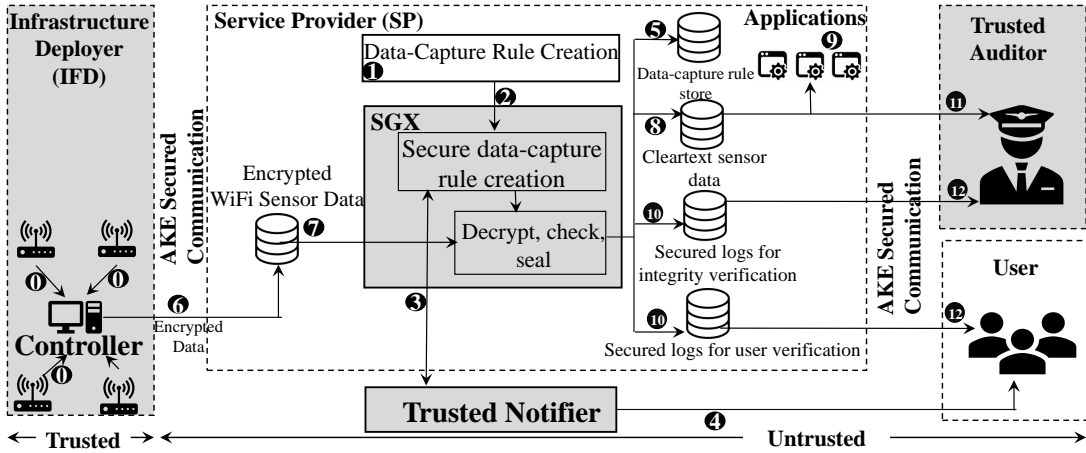 Infrastructure
Deployer
(IFD)
0
0
Controller
0
Trusted
AKE Secured
Communication
6
Encrypted
Data
Service Provider (SP)
1
Data-Capture Rule Creation
2
SGX
Secure data-capture
rule creation
Decrypt, check,
seal
Encrypted
WiFi Sensor Data
7
3
Trusted Notifier
4
5
Data-capture rule
store
8
Cleartext sensor
data
10
Secured logs for
integrity verification
10
Secured logs for user verification
Applications
9
AKE Secured
Communication
11
12
12
Trusted
Auditor
User
Untrusted